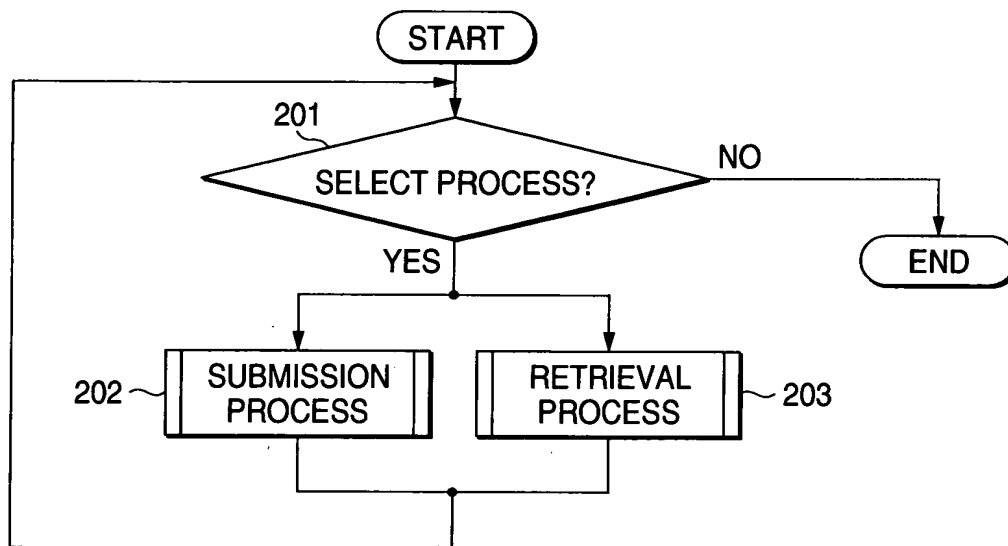 START
201
SELECT PROCESS?
NO
YES
END
202
SUBMISSION
PROCESS
RETRIEVAL
PROCESS
203